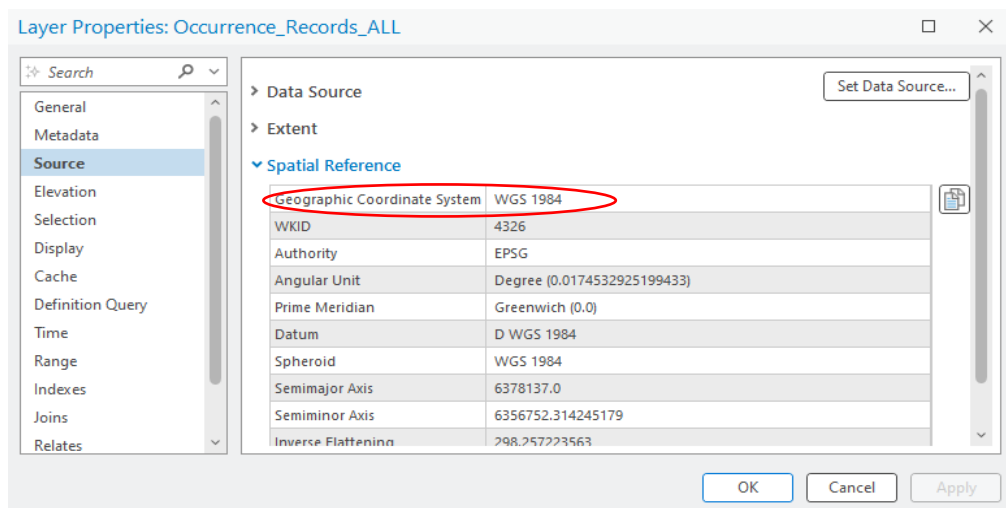 Layer Properties: Occurrence_Records_ALL
Search
General
Metadata
Source
Elevation
Selection
Display
Cache
Definition Query
Time
Range
Indexes
Joins
Relates
Set Data Source...
Data Source
Extent
Spatial Reference
Geographic Coordinate System WGS 1984
WKID 4326
Authority EPSG
Angular Unit Degree (0.0174532925199433)
Prime Meridian Greenwich (0.0)
Datum D WGS 1984
Spheroid WGS 1984
Semimajor Axis 6378137.0
Semiminor Axis 6356752.314245179
Inverse Flattening 298.257223563
OK Cancel Apply